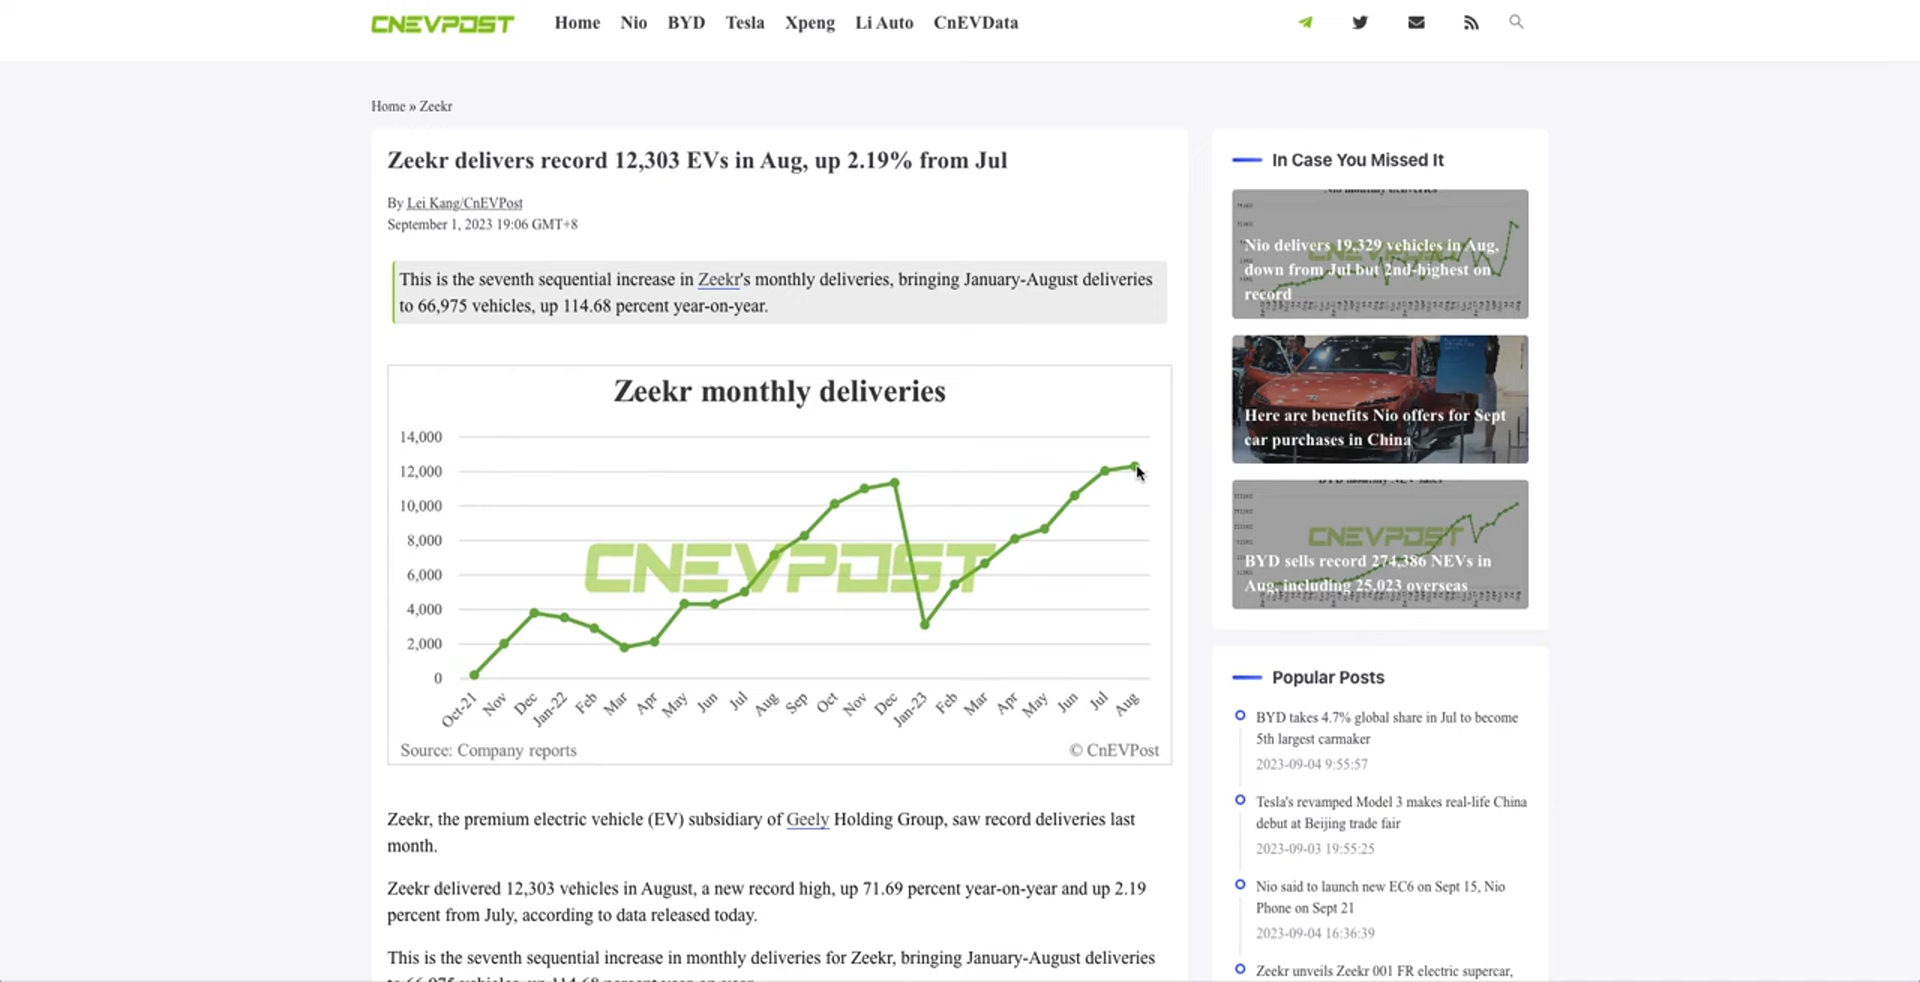 CNEVPOST
Home Nio BYD Tesla Xpeng Li Auto CnEVData
Home » Zeekr
Zeekr delivers record 12,303 EVs in Aug, up 2.19% from Jul
By Lei Kang/CnEVPost
September 1, 2023 19:06 GMT+8
This is the seventh sequential increase in Zeekr's monthly deliveries, bringing January-August deliveries
to 66,975 vehicles, up 114.68 percent year-on-year.
Zeekr monthly deliveries
14,000
12,000
10,000
8,000
6,000
4,000
2,000
0
CNEVPOST
Oct-21 Nov Dec Jan-22 Feb Mar Apr May Jun Jul Aug Sep Oct Nov Dec Jan-23 Feb Mar Apr May Jun Jul Aug
Source: Company reports
© CnEVPost
Zeekr, the premium electric vehicle (EV) subsidiary of Geely Holding Group, saw record deliveries last
month.
Zeekr delivered 12,303 vehicles in August, a new record high, up 71.69 percent year-on-year and up 2.19
percent from July, according to data released today.
This is the seventh sequential increase in monthly deliveries for Zeekr, bringing January-August deliveries
to 66,975 vehicles, up 114.68 percent year-on-year.
In Case You Missed It
Nio delivers 19,329 vehicles in Aug,
down from Jul but 2nd-highest on
record
Here are benefits Nio offers for Sept
car purchases in China
CNEVPOST
BYD sells record 274,386 NEVs in
Aug, including 25,023 overseas
Popular Posts
BYD takes 4.7% global share in Jul to become
5th largest carmaker
2023-09-04 9:55:57
Tesla's revamped Model 3 makes real-life China
debut at Beijing trade fair
2023-09-03 19:55:25
Nio said to launch new EC6 on Sept 15, Nio
Phone on Sept 21
2023-09-04 16:36:39
Zeekr unveils Zeekr 001 FR electric supercar,